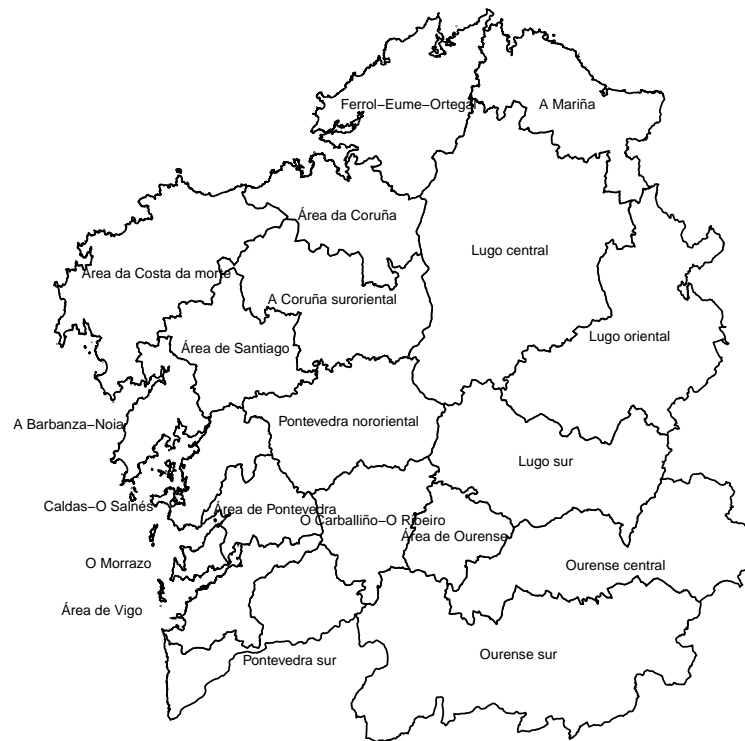 Ferrol−Eume−Ortegal
A Mariña
Área da Coruña
Lugo central
Área da Costa da morte
A Coruña suroriental
Lugo oriental
Área de Santiago
A Barbanza−Noia
Pontevedra nororiental
Lugo sur
Caldas−O Salnés
Área de Pontevedra
O Carballiño−O Ribeiro
Área de Ourense
O Morrazo
Ourense central
Área de Vigo
Pontevedra sur
Ourense sur